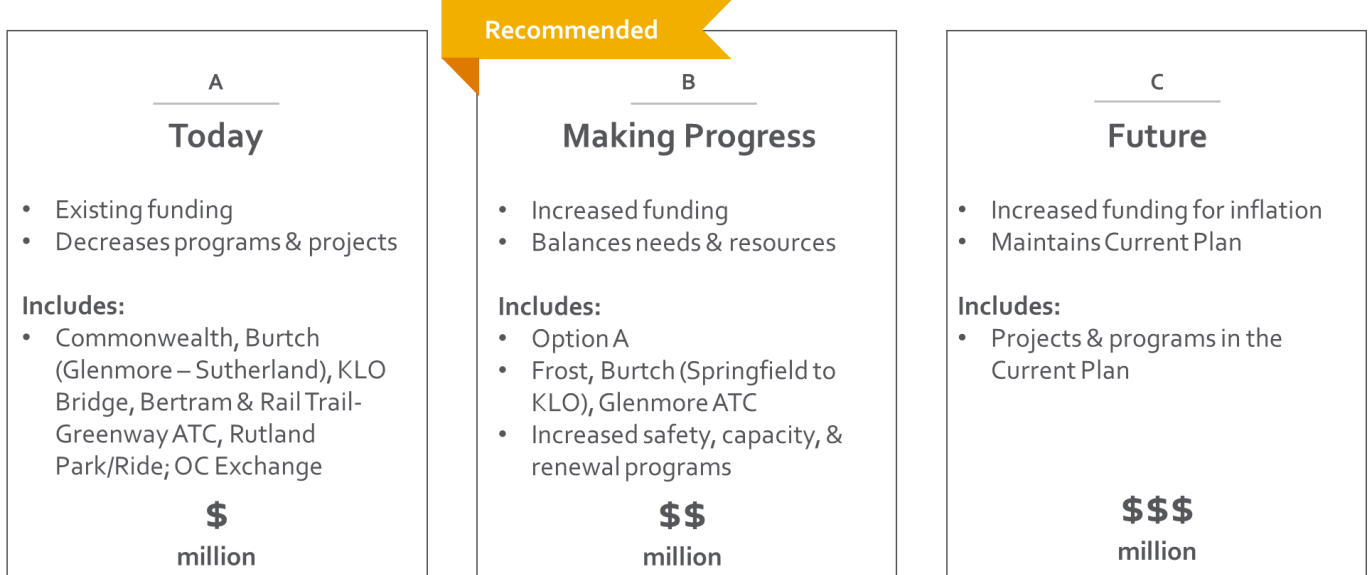 Recommended
A
Today
• Existing funding
• Decreases programs & projects
Includes:
• Commonwealth, Burtch
(Glenmore – Sutherland), KLO
Bridge, Bertram & Rail Trail-
Greenway ATC, Rutland
Park/Ride; OC Exchange
$
million
B
Making Progress
• Increased funding
• Balances needs & resources
Includes:
• Option A
• Frost, Burtch (Springfield to
KLO), Glenmore ATC
• Increased safety, capacity, &
renewal programs
$$
million
C
Future
• Increased funding for inflation
• Maintains Current Plan
Includes:
• Projects & programs in the
Current Plan
$$$
million